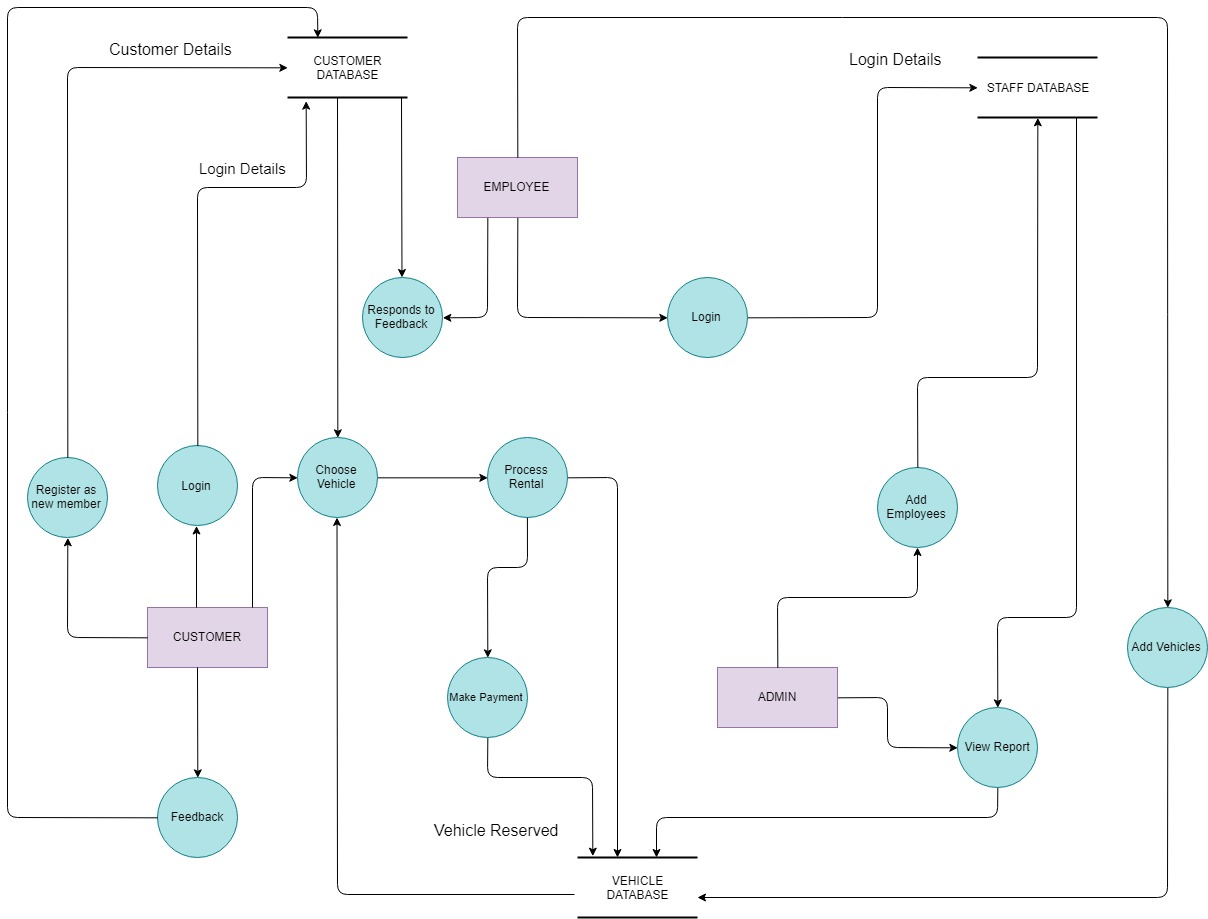 Customer Details
CUSTOMER
DATABASE
Login Details
STAFF DATABASE
Login Details
EMPLOYEE
Responds to
Feedback
Login
Choose
Vehicle
Process
Rental
Register as
new member
Login
Add
Employees
CUSTOMER
Add Vehicles
Make Payment
ADMIN
View Report
Feedback
Vehicle Reserved
VEHICLE
DATABASE